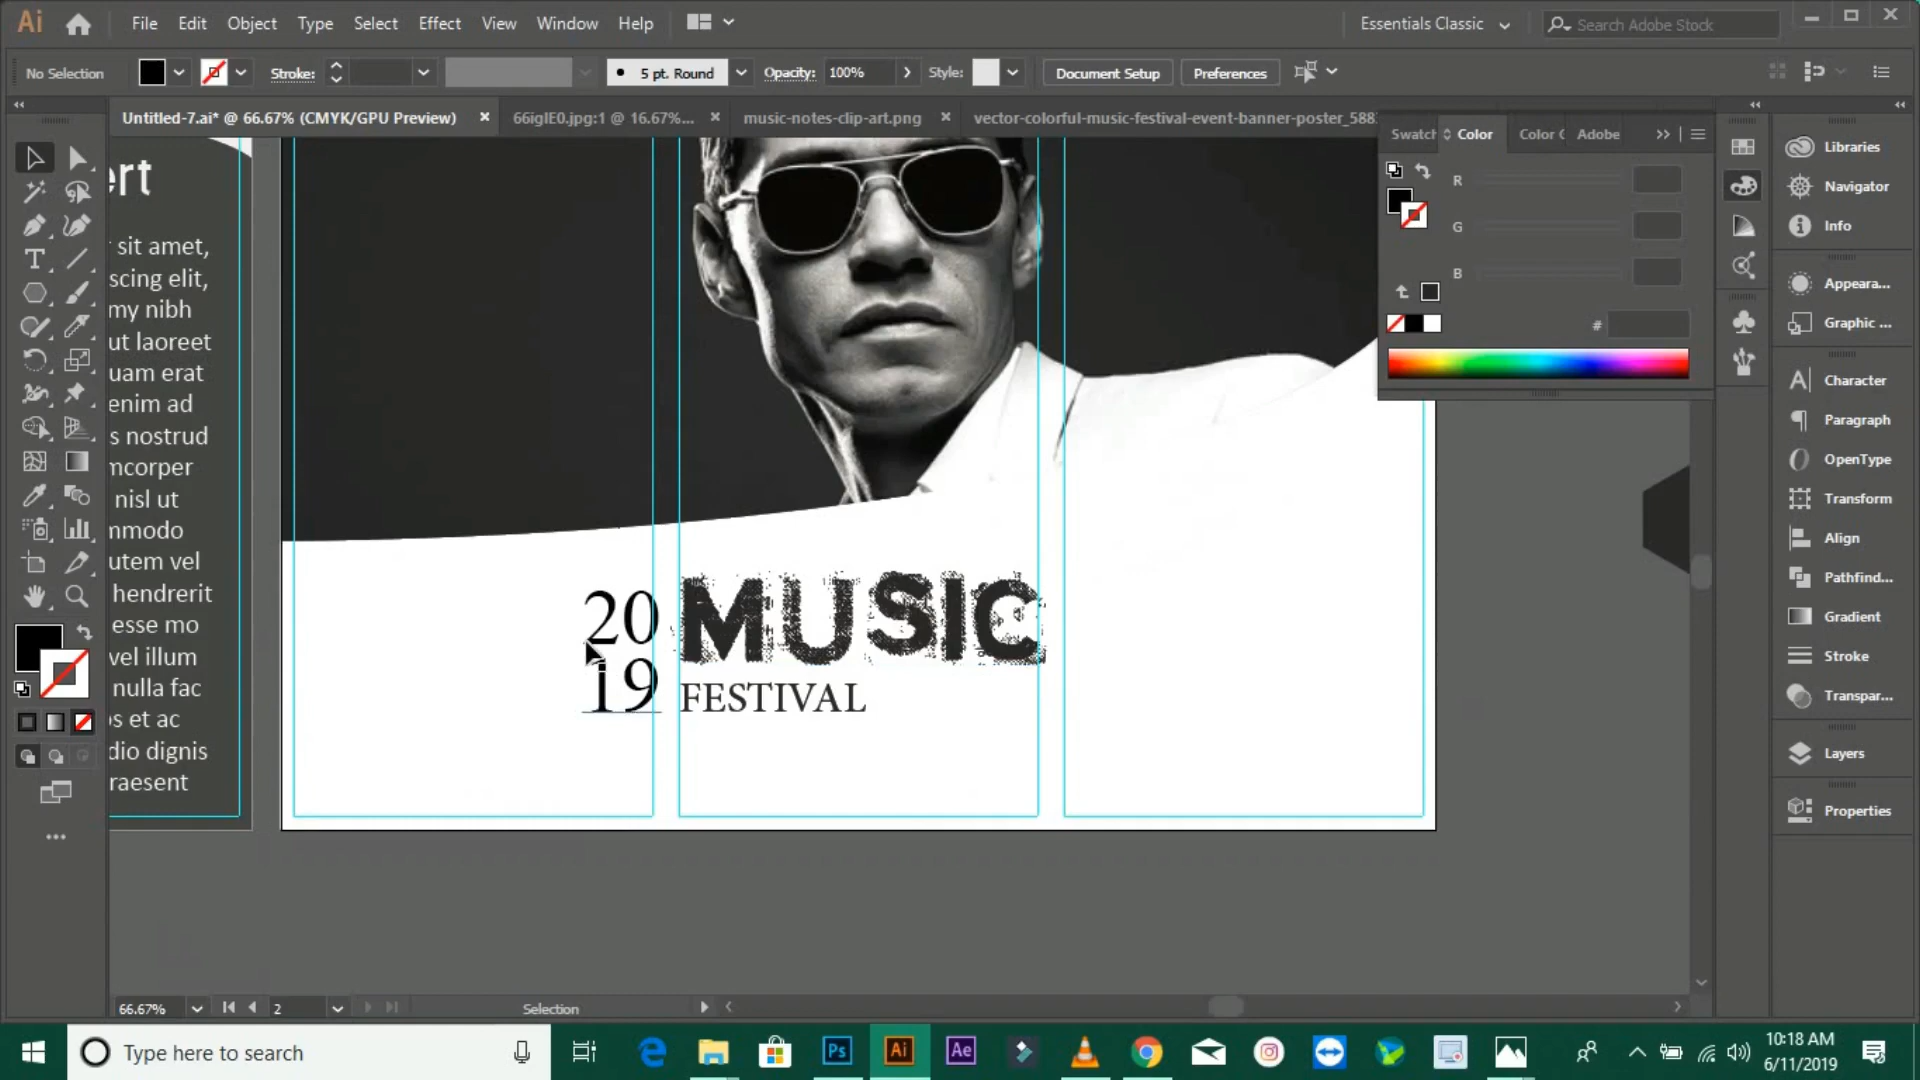 Ai File Edit Object Type Select Effect View Window Help Essentials Classic Search Adobe Stock
No Selection Stroke: 5 pt. Round Opacity: 100% Style: Document Setup Preferences
Untitled-7.ai* @ 66.67% (CMYK/GPU Preview) 66igIE0.jpg:1 @ 16.67%... music-notes-clip-art.png vector-colorful-music-festival-event-banner-poster_588
Swatch Color Color G Adobe
R
G
B
#
Libraries
Navigator
Info
Appeara...
Graphic ...
Character
Paragraph
OpenType
Transform
Align
Pathfind...
Gradient
Stroke
Transpar...
Layers
Properties
ert
sit amet,
scing elit,
my nibh
ut laoreet
uam erat
enim ad
s nostrud
mcorper
nisl ut
mmodo
utem vel
hendrerit
esse mo
vel illum
nulla fac
os et ac
dio dignis
raesent
20
19
MUSIC
FESTIVAL
66.67% 2 Selection
Type here to search
Ps Ai Ae
10:18 AM
6/11/2019